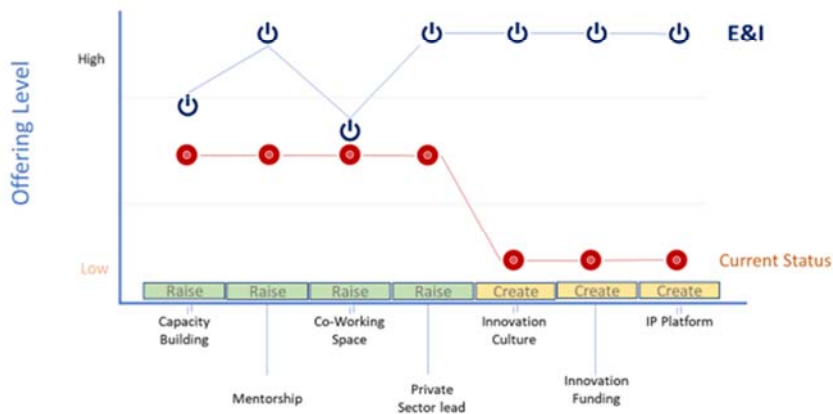 E&I
High
Offering Level
Low
Current Status
Raise Raise Raise Raise Create Create Create
Capacity
Building
Co-Working
Space
Innovation
Culture
IP Platform
Mentorship
Private
Sector lead
Innovation
Funding